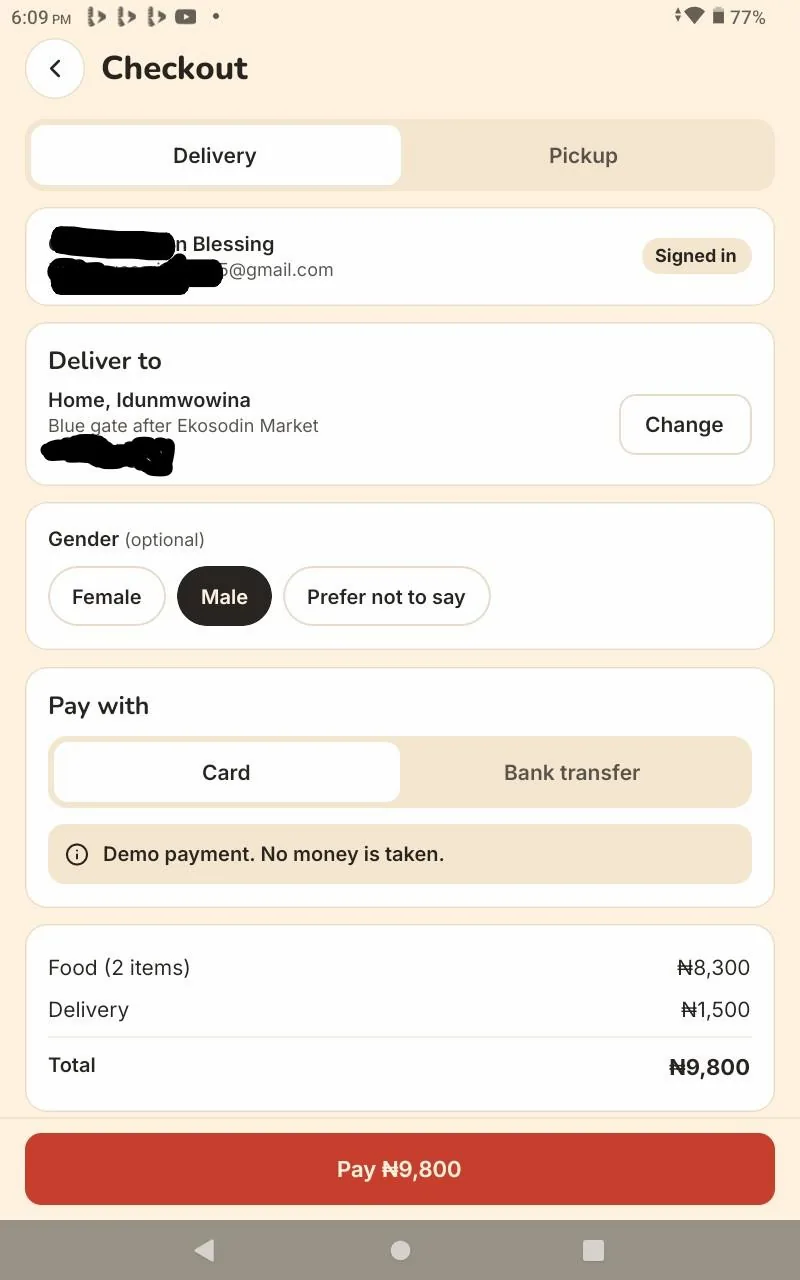 6:09 PM
77%
Checkout
Delivery
Pickup
n Blessing
5@gmail.com
Signed in
Deliver to
Home, Idunmwowina
Blue gate after Ekosodin Market
Change
Gender (optional)
Female
Male
Prefer not to say
Pay with
Card
Bank transfer
Demo payment. No money is taken.
Food (2 items)
₦8,300
Delivery
₦1,500
Total
₦9,800
Pay ₦9,800